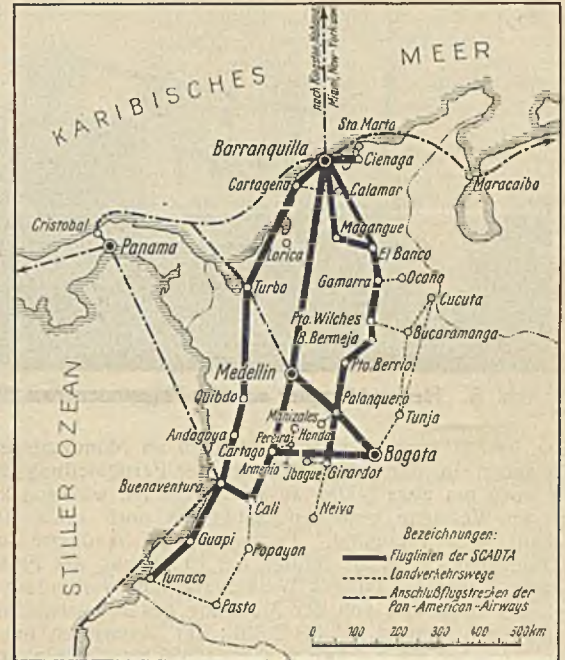 nach Kingston, Habana
Miami, New-York usw.
KARIBISCHES MEER
Sta. Marta
Barranquilla
Cienaga
Cartagena
Calamar
Maracaibo
Cristobal
Panama
Magangue
Lorica
El Banco
Turbo
Gamarra
Ocaña
Cucuta
Pto. Wilches
B. Bermeja
Bucaramanga
Medellin
Pto. Berrio
Quibdo
Palanquero
Manizales
Tunja
Andagoya
Pereira
Honda
Cartago
Bogota
Armenia
Jbague
Girardot
Buenaventura
Cali
Neiva
STILLER OZEAN
Guapi
Popayon
Tumaco
Pasto
Bezeichnungen:
Fluglinien der SCADTA
Landverkehrswege
Anschlußflugstrecken der
Pan-American-Airways
0 100 200 300 400 500km